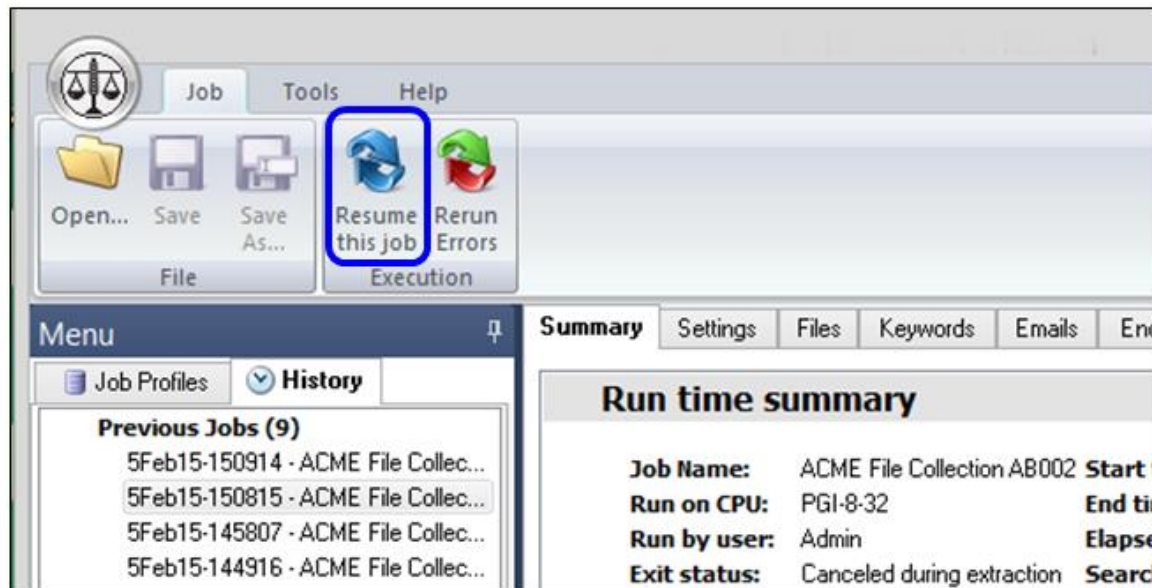 Job Tools Help
Open... Save Save As... Resume this job Rerun Errors
File Execution
Menu
Job Profiles History
Previous Jobs (9)
5Feb15-150914 - ACME File Collec...
5Feb15-150815 - ACME File Collec...
5Feb15-145807 - ACME File Collec...
5Feb15-144916 - ACME File Collec...
Summary Settings Files Keywords Emails
Run time summary
Job Name: ACME File Collection AB002 Start
Run on CPU: PGI-8-32 End
Run by user: Admin
Exit status: Canceled during extraction